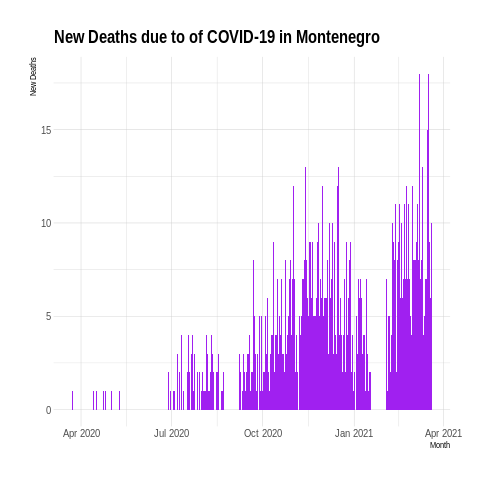 New Deaths due to of COVID-19 in Montenegro
New Deaths
15
10
5
0
Apr 2020 Jul 2020 Oct 2020 Jan 2021 Apr 2021
Month